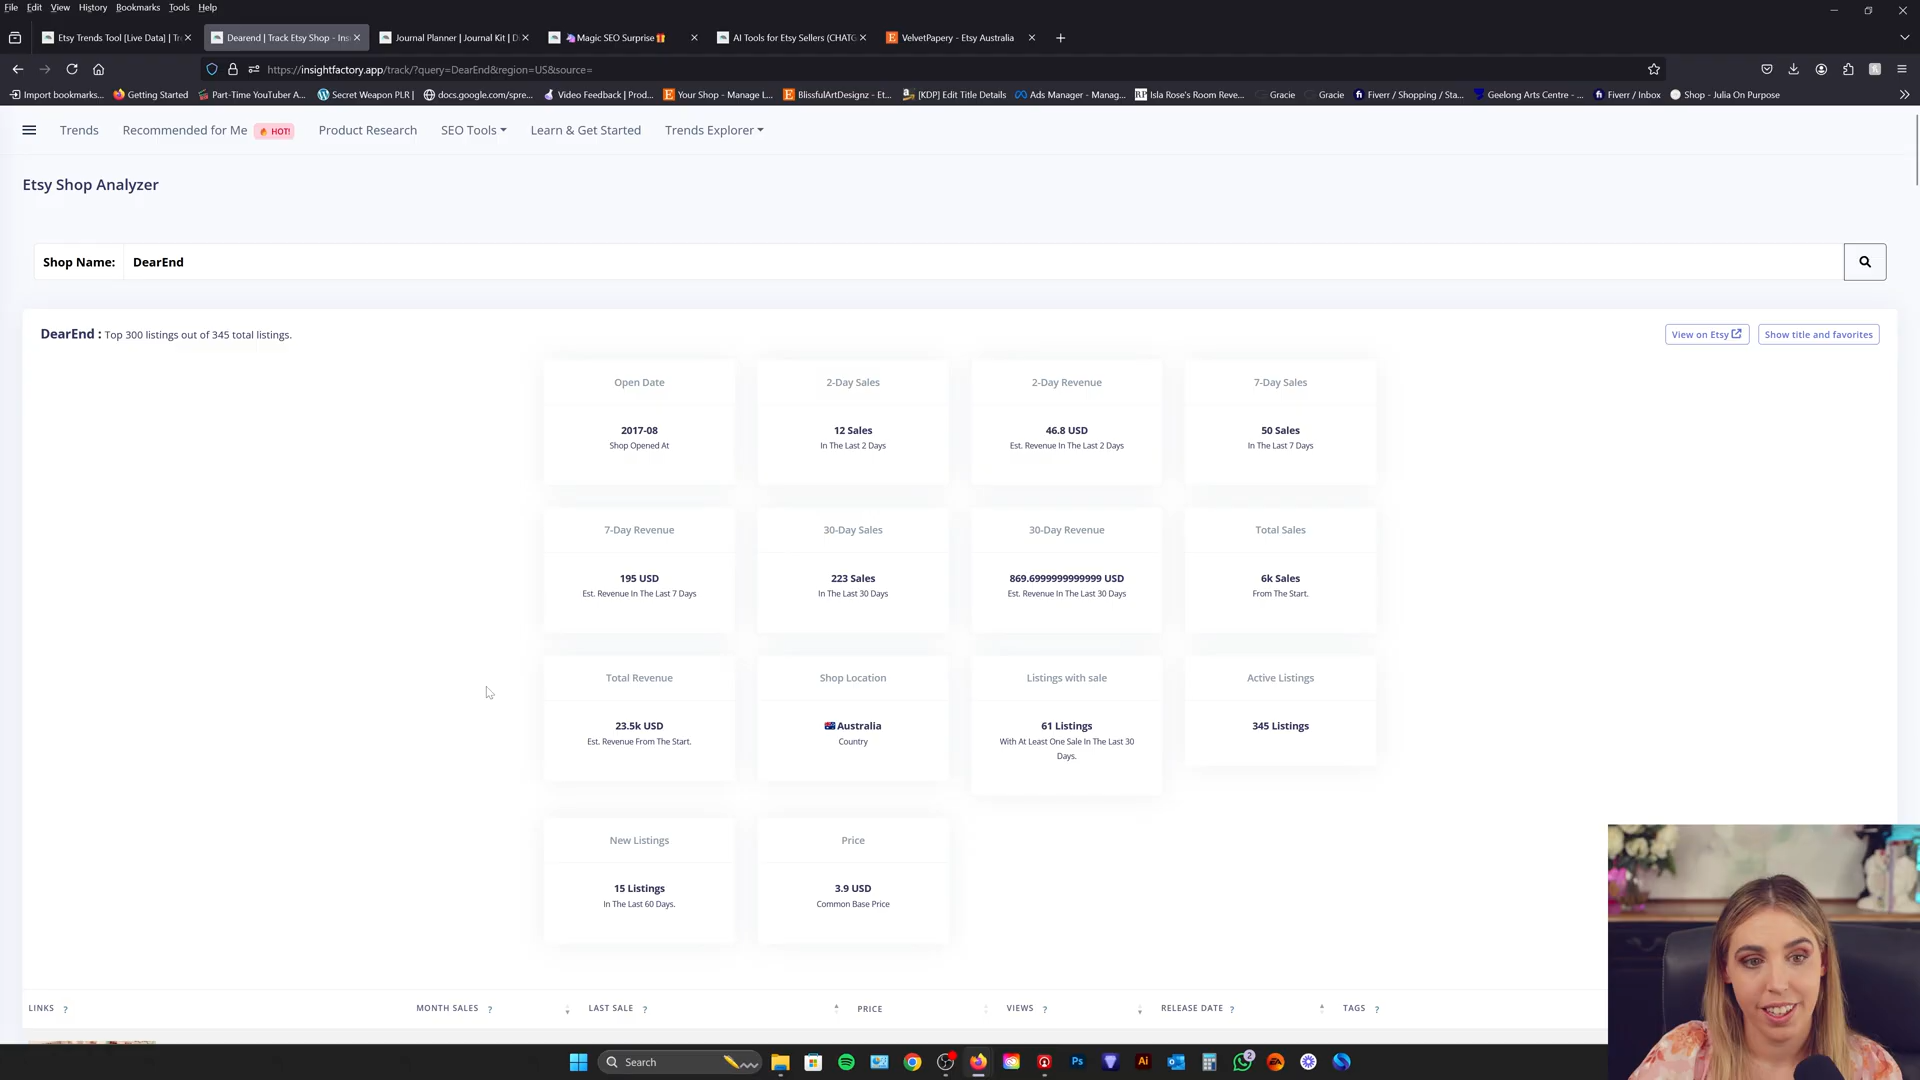 File Edit View History Bookmarks Tools Help
Etsy Trends Tool [Live Data] | Tr
Dearend | Track Etsy Shop - Ins
Journal Planner | Journal Kit | D
🦄Magic SEO Surprise🎁
AI Tools for Etsy Sellers (CHATG
VelvetPapery - Etsy Australia
https://insightfactory.app/track/?query=DearEnd&region=US&source=
Import bookmarks... Getting Started Part-Time YouTuber A... Secret Weapon PLR | docs.google.com/spre... Video Feedback | Prod... Your Shop - Manage L... BlissfulArtDesignz - Et... [KDP] Edit Title Details Ads Manager - Manag... Isla Rose's Room Reve... Gracie Gracie Fiverr / Shopping / Sta... Geelong Arts Centre - ... Fiverr / Inbox Shop - Julia On Purpose
Trends Recommended for Me 🔥 HOT! Product Research SEO Tools Learn & Get Started Trends Explorer
Etsy Shop Analyzer
Shop Name: DearEnd
DearEnd : Top 300 listings out of 345 total listings.
View on Etsy Show title and favorites
Open Date
2017-08
Shop Opened At
2-Day Sales
12 Sales
In The Last 2 Days
2-Day Revenue
46.8 USD
Est. Revenue In The Last 2 Days
7-Day Sales
50 Sales
In The Last 7 Days
7-Day Revenue
195 USD
Est. Revenue In The Last 7 Days
30-Day Sales
223 Sales
In The Last 30 Days
30-Day Revenue
869.6999999999999 USD
Est. Revenue In The Last 30 Days
Total Sales
6k Sales
From The Start.
Total Revenue
23.5k USD
Est. Revenue From The Start.
Shop Location
🇦🇺Australia
Country
Listings with sale
61 Listings
With At Least One Sale In The Last 30
Days.
Active Listings
345 Listings
New Listings
15 Listings
In The Last 60 Days.
Price
3.9 USD
Common Base Price
LINKS ? MONTH SALES ? LAST SALE ? PRICE VIEWS ? RELEASE DATE ? TAGS ?
Search
Ps
Ai
2
EA